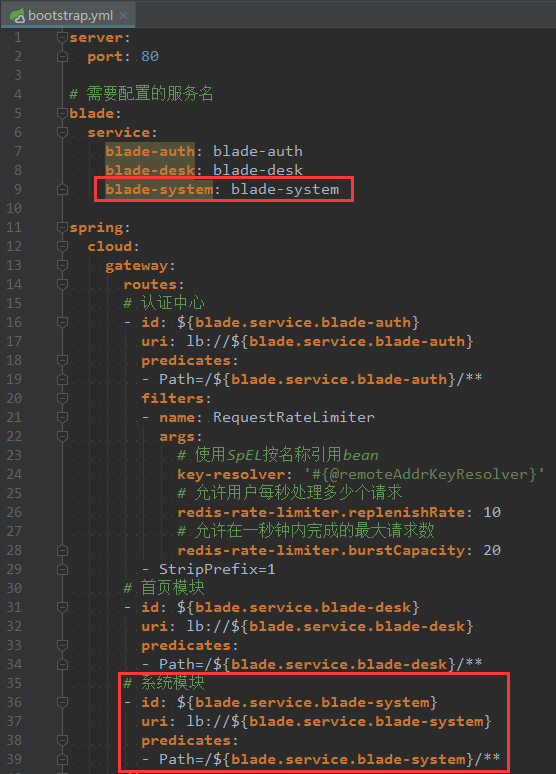 bootstrap.yml
1 server:
2   port: 80
3
4 # 需要配置的服务名
5 blade:
6   service:
7     blade-auth: blade-auth
8     blade-desk: blade-desk
9     blade-system: blade-system
10
11 spring:
12   cloud:
13     gateway:
14       routes:
15       # 认证中心
16       - id: ${blade.service.blade-auth}
17         uri: lb://${blade.service.blade-auth}
18         predicates:
19         - Path=/${blade.service.blade-auth}/**
20         filters:
21         - name: RequestRateLimiter
22           args:
23             # 使用SpEL按名称引用bean
24             key-resolver: '#{@remoteAddrKeyResolver}'
25             # 允许用户每秒处理多少个请求
26             redis-rate-limiter.replenishRate: 10
27             # 允许在一秒钟内完成的最大请求数
28             redis-rate-limiter.burstCapacity: 20
29         - StripPrefix=1
30       # 首页模块
31       - id: ${blade.service.blade-desk}
32         uri: lb://${blade.service.blade-desk}
33         predicates:
34         - Path=/${blade.service.blade-desk}/**
35       # 系统模块
36       - id: ${blade.service.blade-system}
37         uri: lb://${blade.service.blade-system}
38         predicates:
39         - Path=/${blade.service.blade-system}/**